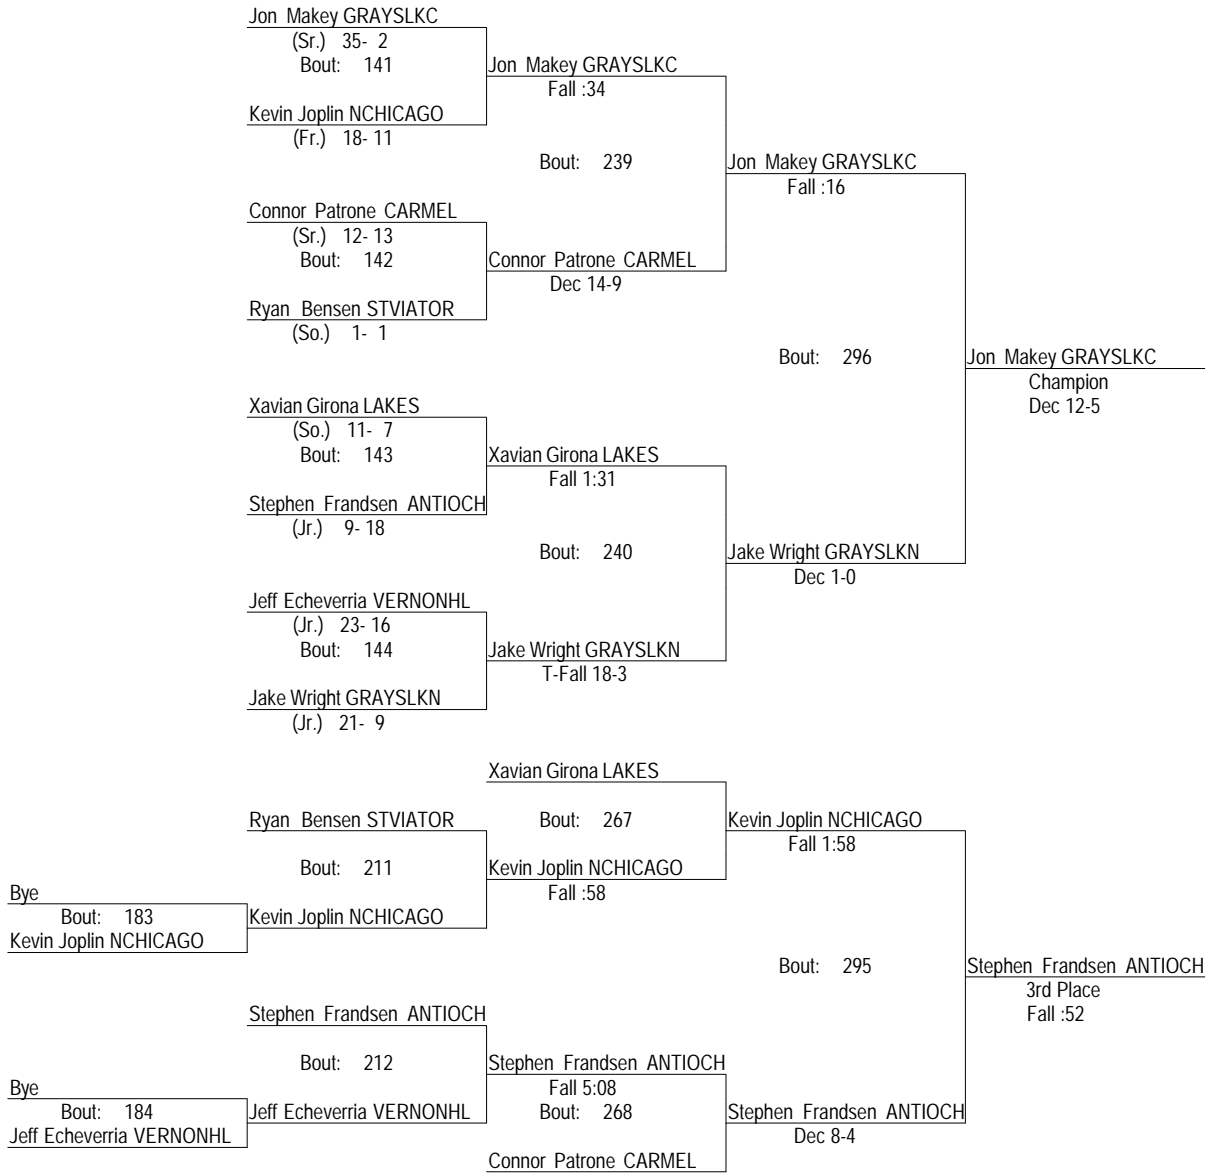 Jon Makey GRAYSLKC
(Sr.) 35- 2
Bout: 141
Jon Makey GRAYSLKC
Fall :34
Kevin Joplin NCHICAGO
(Fr.) 18- 11
Bout: 239
Jon Makey GRAYSLKC
Fall :16
Connor Patrone CARMEL
(Sr.) 12- 13
Bout: 142
Connor Patrone CARMEL
Dec 14-9
Ryan Bensen STVIATOR
(So.) 1- 1
Bout: 296
Jon Makey GRAYSLKC
Champion
Dec 12-5
Xavian Girona LAKES
(So.) 11- 7
Bout: 143
Xavian Girona LAKES
Fall 1:31
Stephen Frandsen ANTIOCH
(Jr.) 9- 18
Bout: 240
Jake Wright GRAYSLKN
Dec 1-0
Jeff Echeverria VERNONHL
(Jr.) 23- 16
Bout: 144
Jake Wright GRAYSLKN
T-Fall 18-3
Jake Wright GRAYSLKN
(Jr.) 21- 9
Xavian Girona LAKES
Ryan Bensen STVIATOR
Bout: 267
Kevin Joplin NCHICAGO
Fall 1:58
Bout: 211
Kevin Joplin NCHICAGO
Fall :58
Bye
Bout: 183
Kevin Joplin NCHICAGO
Kevin Joplin NCHICAGO
Bout: 295
Stephen Frandsen ANTIOCH
3rd Place
Fall :52
Stephen Frandsen ANTIOCH
Bout: 212
Stephen Frandsen ANTIOCH
Fall 5:08
Bye
Bout: 184
Jeff Echeverria VERNONHL
Jeff Echeverria VERNONHL
Bout: 268
Stephen Frandsen ANTIOCH
Dec 8-4
Connor Patrone CARMEL